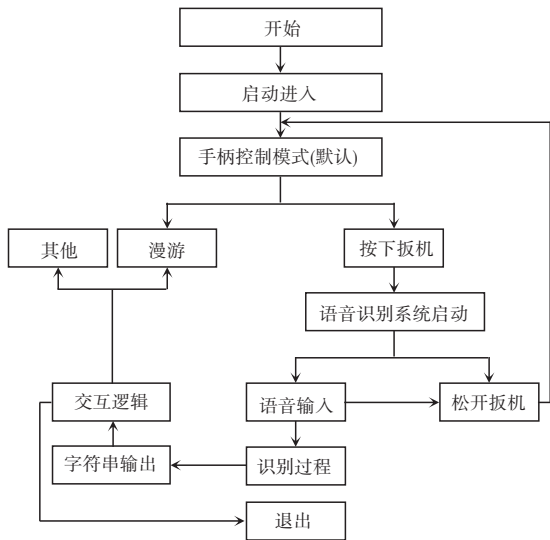 开始
启动进入
手柄控制模式(默认)
其他
漫游
按下扳机
语音识别系统启动
交互逻辑
语音输入
松开扳机
字符串输出
识别过程
退出